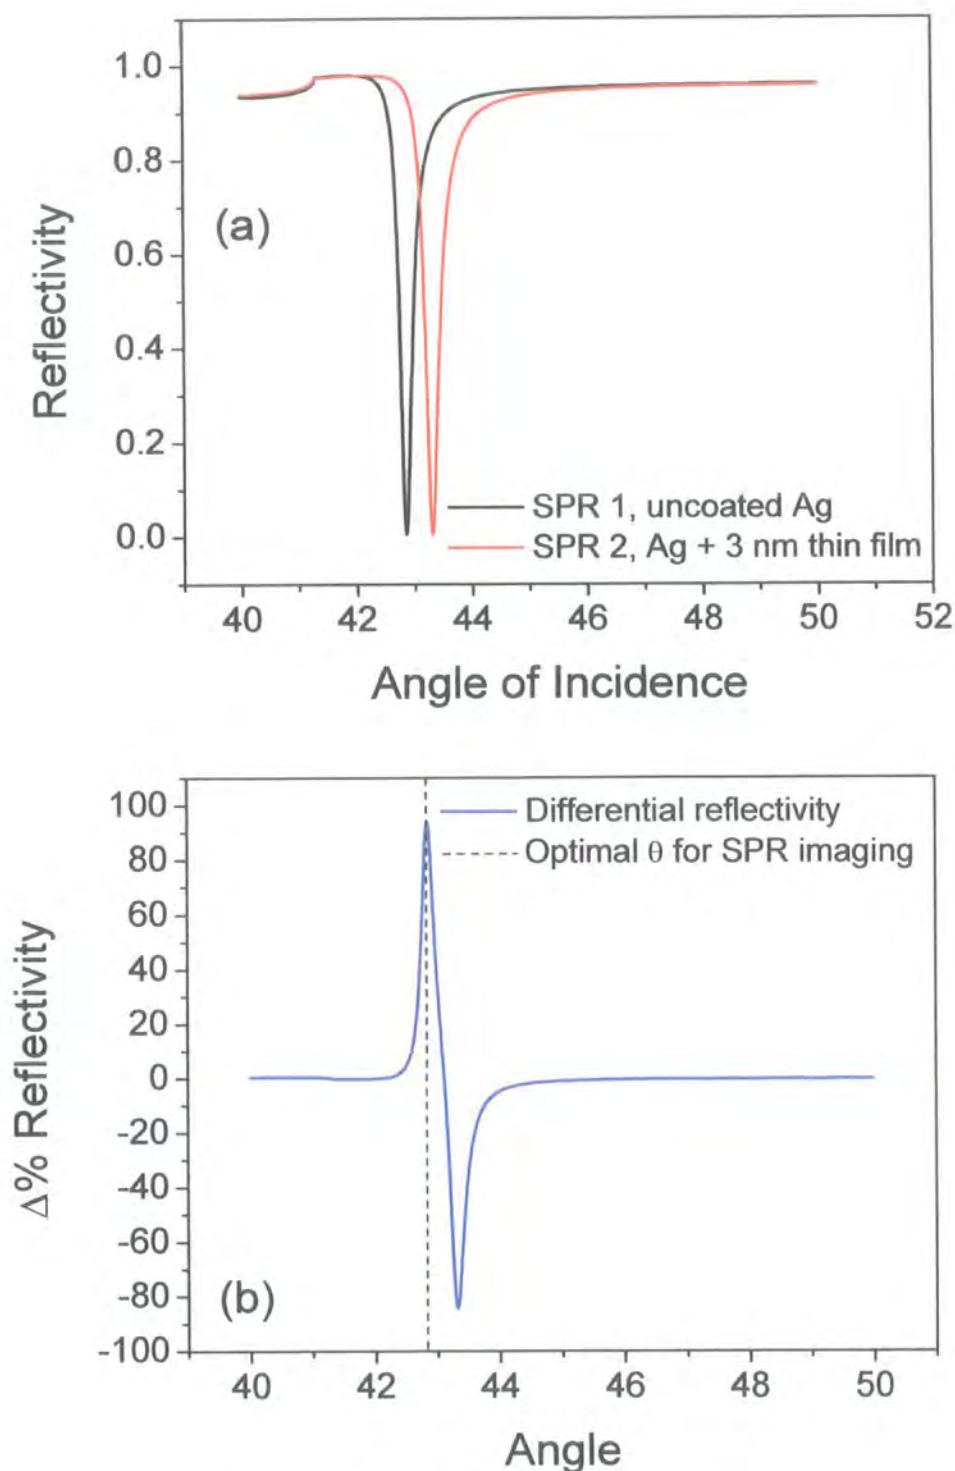 1.0
0.8
0.6
0.4
0.2
0.0
Reflectivity
(a)
SPR 1, uncoated Ag
SPR 2, Ag + 3 nm thin film
40 42 44 46 48 50 52
Angle of Incidence
100
80
60
40
20
0
-20
-40
-60
-80
-100
Δ% Reflectivity
Differential reflectivity
Optimal θ for SPR imaging
(b)
40 42 44 46 48 50
Angle